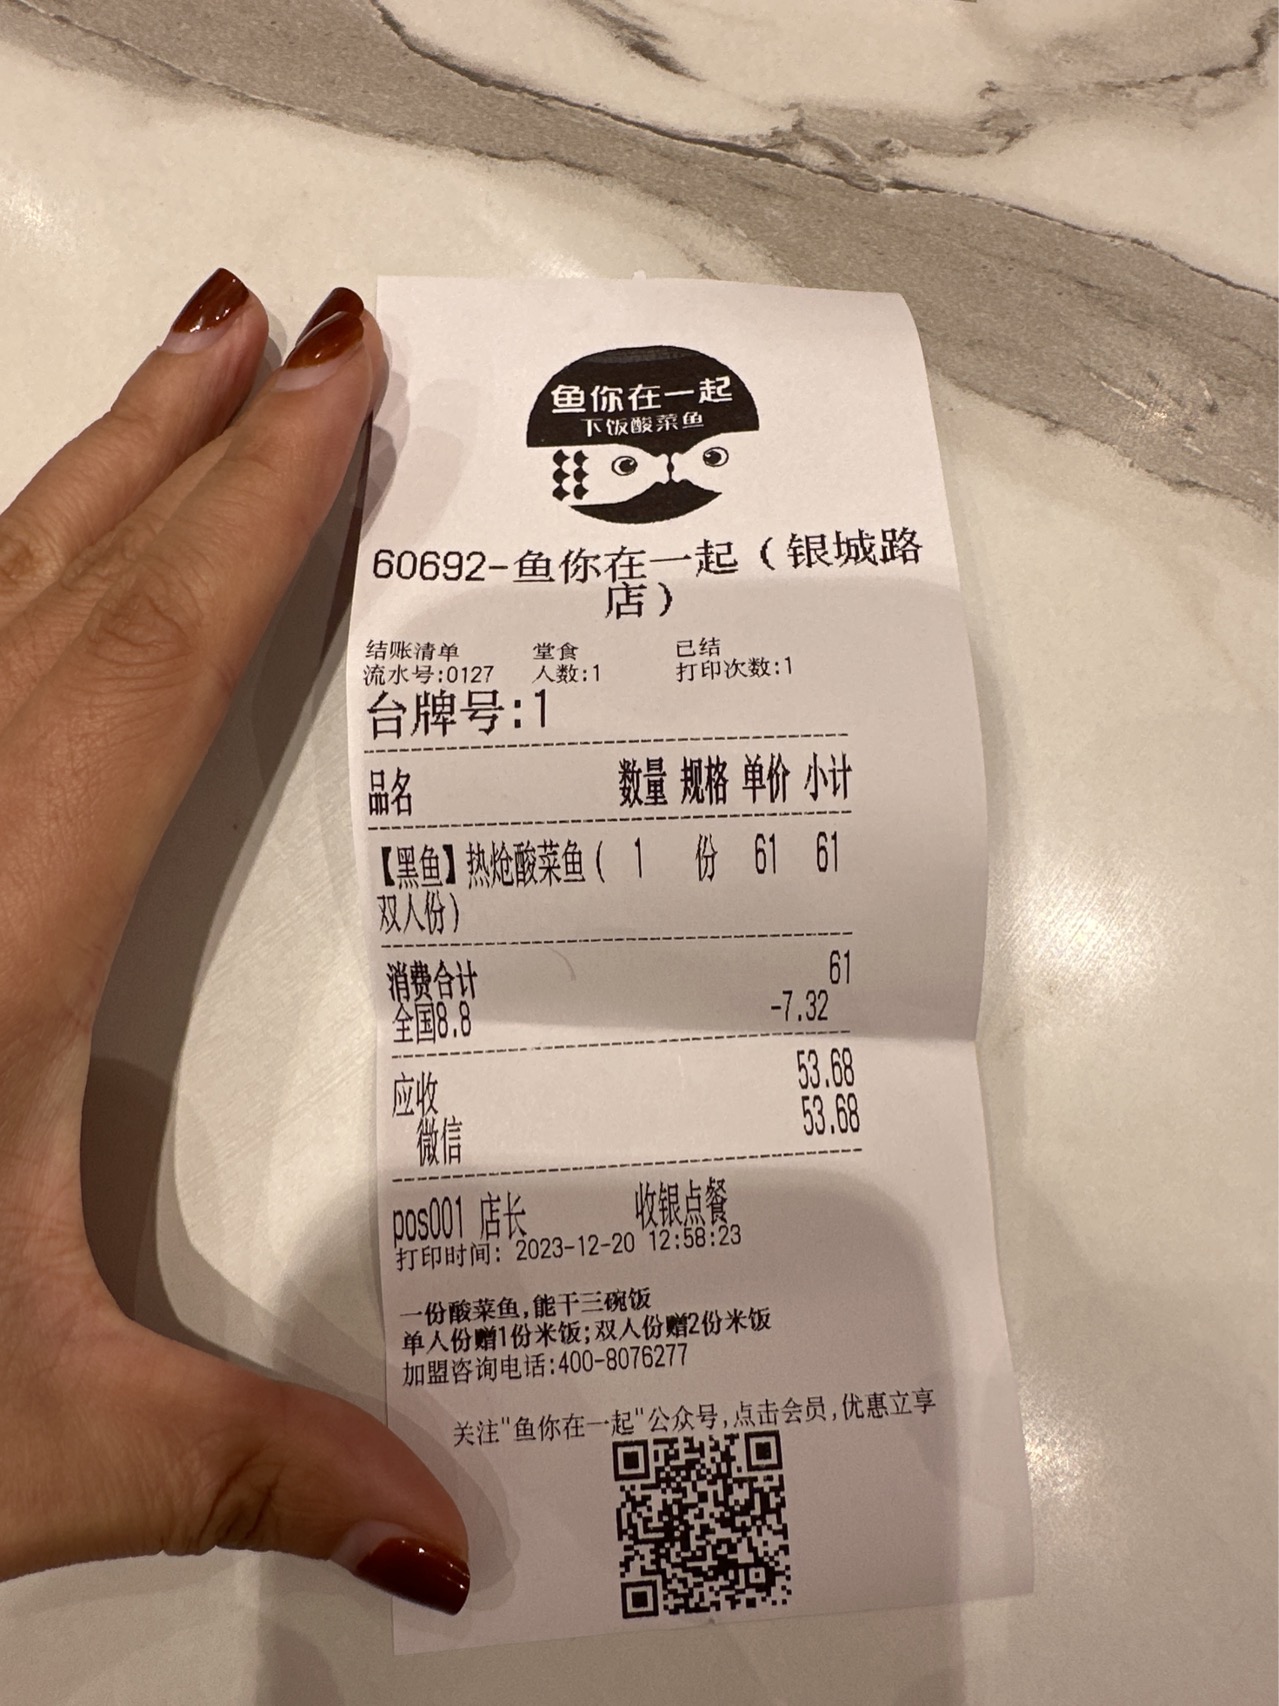 鱼你在一起
下饭酸菜鱼
60692-鱼你在一起（银城路
店）
结账清单 堂食 已结
流水号:0127 人数:1 打印次数:1
台牌号:1
品名 数量 规格 单价 小计
【黑鱼】热炝酸菜鱼( 1 份 61 61
双人份)
消费合计 61
全国8.8 -7.32
应收 53.68
微信 53.68
pos001 店长 收银点餐
打印时间: 2023-12-20 12:58:23
一份酸菜鱼,能干三碗饭
单人份赠1份米饭;双人份赠2份米饭
加盟咨询电话:400-8076277
关注"鱼你在一起"公众号,点击会员,优惠立享